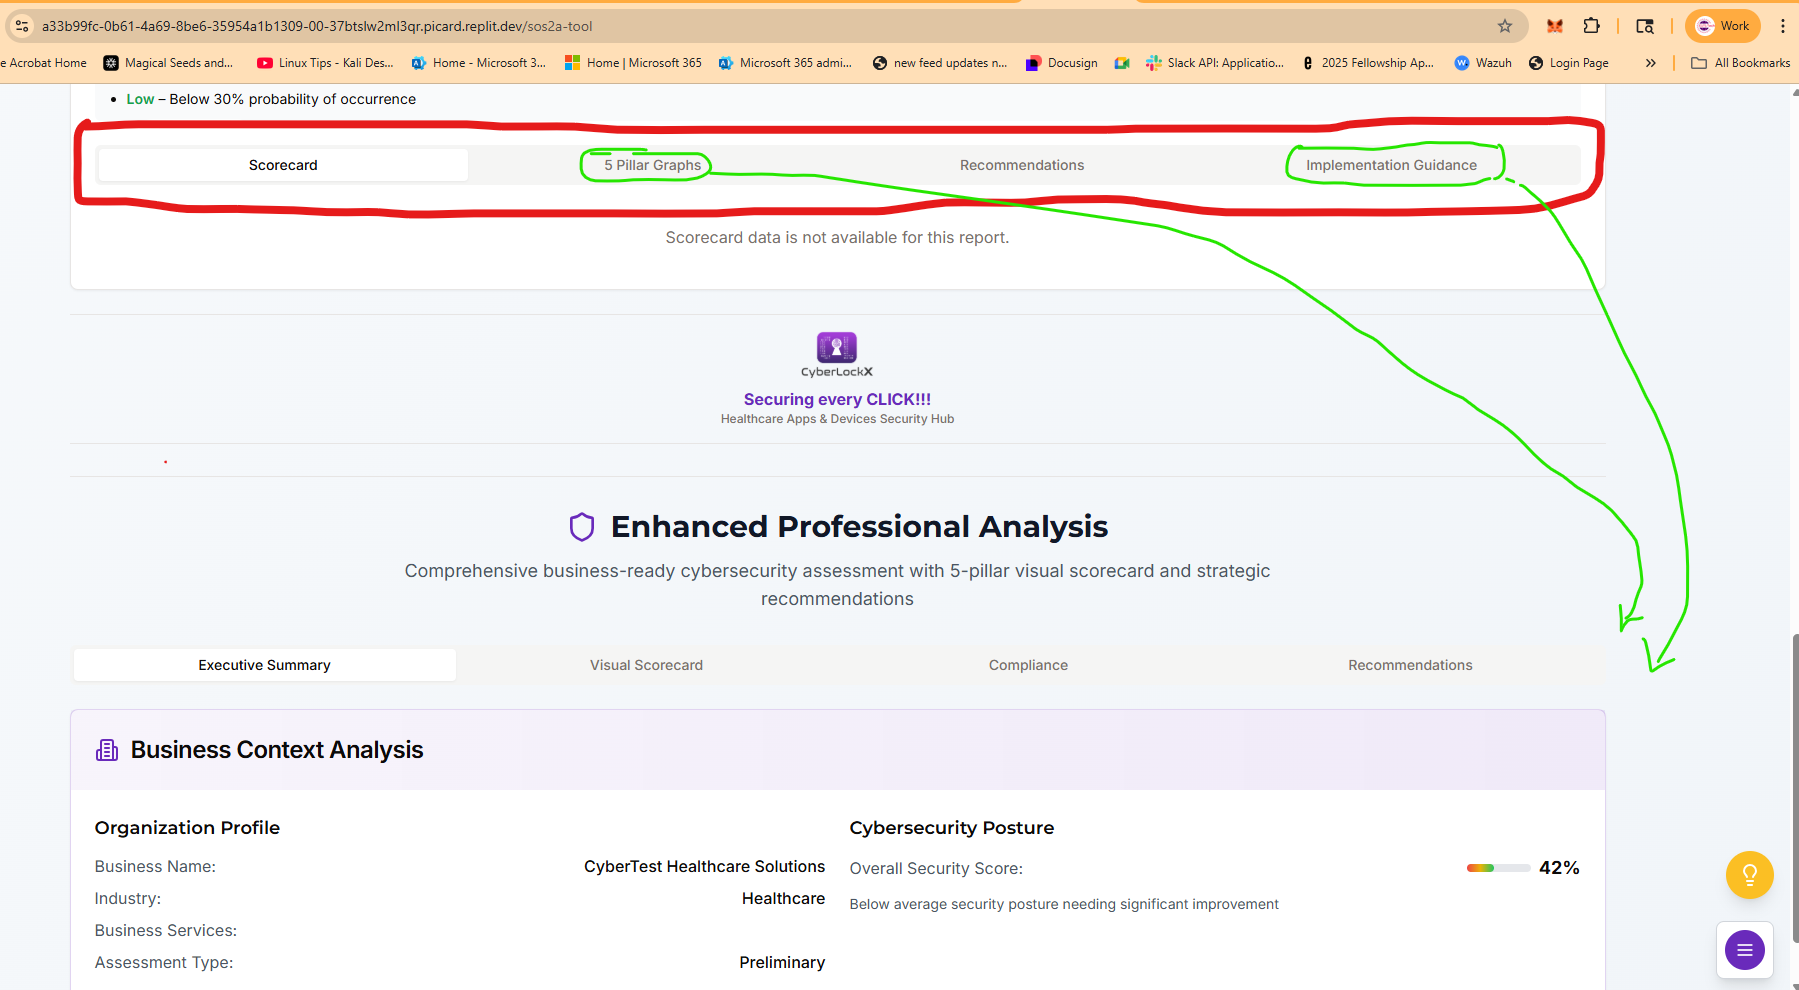 a33b99fc-0b61-4a69-8be6-35954a1b1309-00-37btslw2ml3qr.picard.replit.dev/sos2a-tool
Work
e Acrobat Home
Magical Seeds and...
Linux Tips - Kali Des...
Home - Microsoft 3...
Home | Microsoft 365
Microsoft 365 admi...
new feed updates n...
Docusign
Slack API: Applicatio...
2025 Fellowship Ap...
Wazuh
Login Page
All Bookmarks
• Low – Below 30% probability of occurrence
Scorecard
5 Pillar Graphs
Recommendations
Implementation Guidance
Scorecard data is not available for this report.
CyberLockX
Securing every CLICK!!!
Healthcare Apps & Devices Security Hub
Enhanced Professional Analysis
Comprehensive business-ready cybersecurity assessment with 5-pillar visual scorecard and strategic
recommendations
Executive Summary
Visual Scorecard
Compliance
Recommendations
Business Context Analysis
Organization Profile
Business Name: CyberTest Healthcare Solutions
Industry: Healthcare
Business Services:
Assessment Type: Preliminary
Cybersecurity Posture
Overall Security Score: 42%
Below average security posture needing significant improvement